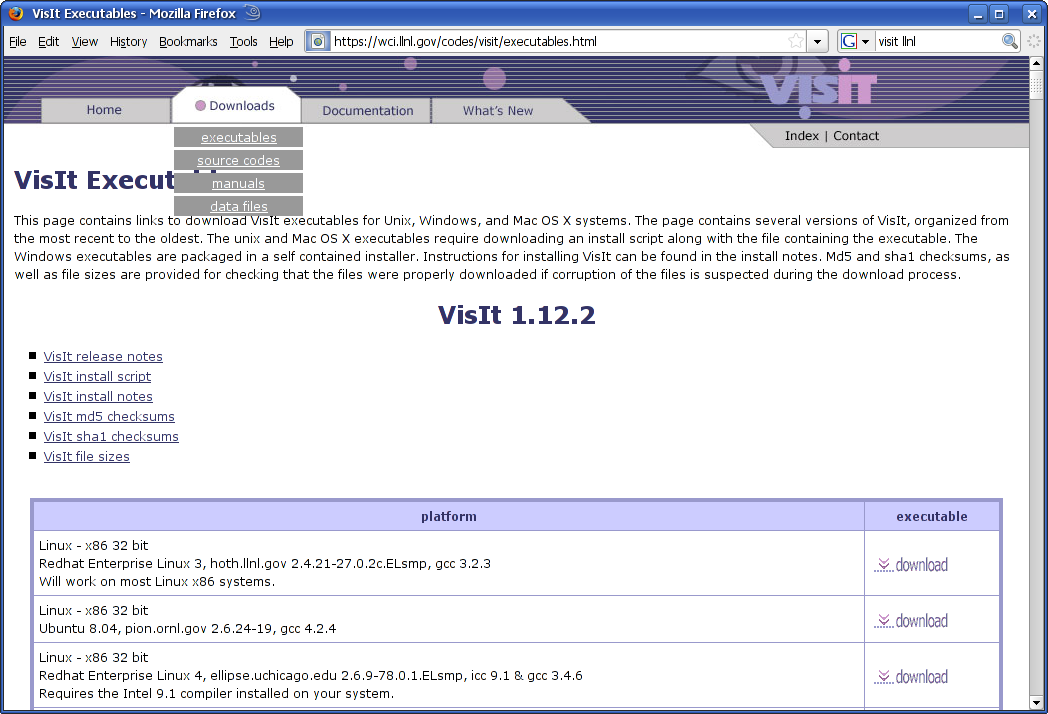 VisIt Executables - Mozilla Firefox
File Edit View History Bookmarks Tools Help
https://wci.llnl.gov/codes/visit/executables.html
G
visit llnl
VISIT
Home
Downloads
Documentation
What's New
Index | Contact
executables
source codes
manuals
data files
VisIt
This page contains links to download VisIt executables for Unix, Windows, and Mac OS X systems. The page contains several versions of VisIt, organized from
the most recent to the oldest. The unix and Mac OS X executables require downloading an install script along with the file containing the executable. The
Windows executables are packaged in a self contained installer. Instructions for installing VisIt can be found in the install notes. Md5 and sha1 checksums, as
well as file sizes are provided for checking that the files were properly downloaded if corruption of the files is suspected during the download process.
VisIt 1.12.2
VisIt release notes
VisIt install script
VisIt install notes
VisIt md5 checksums
VisIt sha1 checksums
VisIt file sizes
platform
executable
Linux - x86 32 bit
Redhat Enterprise Linux 3, hoth.llnl.gov 2.4.21-27.0.2c.ELsmp, gcc 3.2.3
Will work on most Linux x86 systems.
download
Linux - x86 32 bit
Ubuntu 8.04, pion.ornl.gov 2.6.24-19, gcc 4.2.4
download
Linux - x86 32 bit
Redhat Enterprise Linux 4, ellipse.uchicago.edu 2.6.9-78.0.1.ELsmp, icc 9.1 & gcc 3.4.6
Requires the Intel 9.1 compiler installed on your system.
download